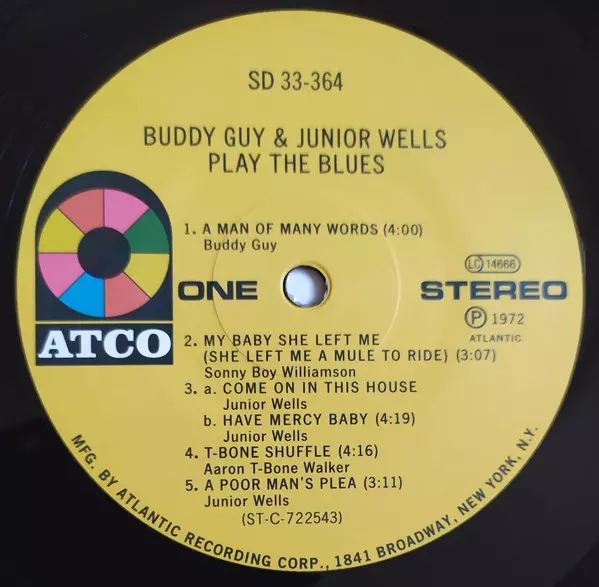 SD 33-364
BUDDY GUY & JUNIOR WELLS
PLAY THE BLUES
1. A MAN OF MANY WORDS (4:00)
Buddy Guy
LC 14666
ONE
STEREO
P 1972
ATLANTIC
ATCO
2. MY BABY SHE LEFT ME
(SHE LEFT ME A MULE TO RIDE) (3:07)
Sonny Boy Williamson
3. a. COME ON IN THIS HOUSE
Junior Wells
b. HAVE MERCY BABY (4:19)
Junior Wells
4. T-BONE SHUFFLE (4:16)
Aaron T-Bone Walker
5. A POOR MAN'S PLEA (3:11)
Junior Wells
(ST-C-722543)
MFG. BY ATLANTIC RECORDING CORP., 1841 BROADWAY, NEW YORK, N.Y.